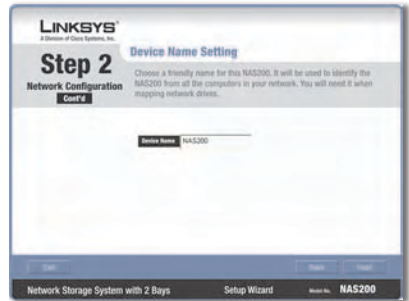 LINKSYS®
A Division of Cisco Systems, Inc.
Step 2
Network Configuration
Cont'd
Device Name Setting
Choose a friendly name for this NAS200. It will be used to identify the
NAS200 from all the computers in your network. You will need it when
mapping network drives.
Device Name NAS200
Exit
Next
Network Storage System with 2 Bays
Setup Wizard
Model No. NAS200